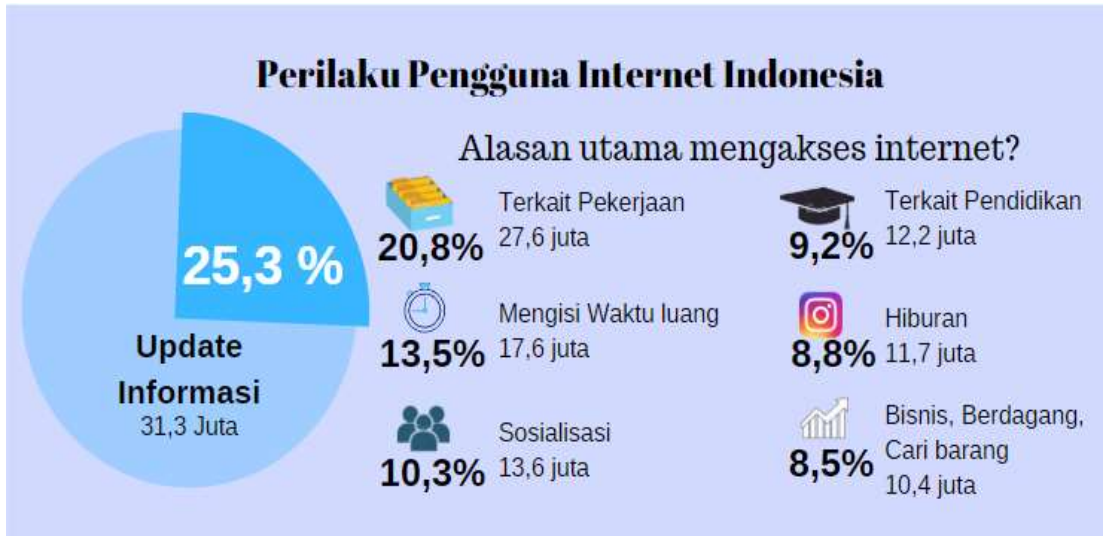 Perilaku Pengguna Internet Indonesia
Alasan utama mengakses internet?
25,3 %
Update
Informasi
31,3 Juta
Terkait Pekerjaan
20,8%
27,6 juta
Mengisi Waktu luang
13,5%
17,6 juta
Sosialisasi
10,3%
13,6 juta
Terkait Pendidikan
9,2%
12,2 juta
Hiburan
8,8%
11,7 juta
Bisnis, Berdagang,
Cari barang
8,5%
10,4 juta